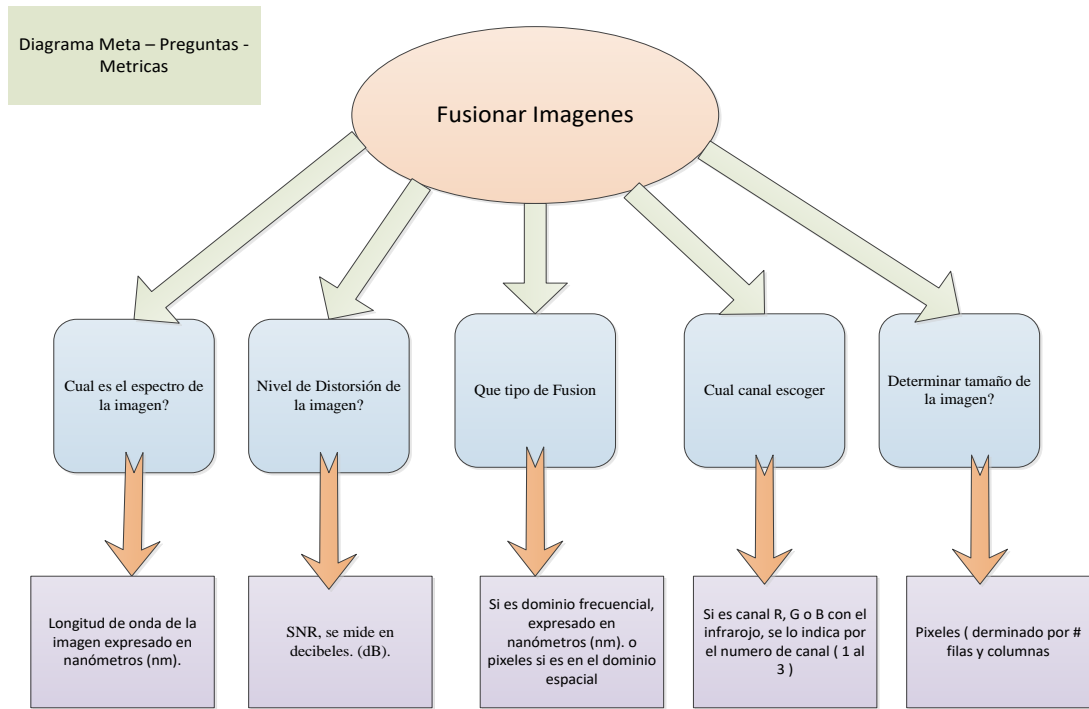 Diagrama Meta – Preguntas -
Metricas
Fusionar Imagenes
Cual es el espectro de
la imagen?
Nivel de Distorsión de
la imagen?
Que tipo de Fusion
Cual canal escoger
Determinar tamaño de
la imagen?
Longitud de onda de la
imagen expresado en
nanómetros (nm).
SNR, se mide en
decibeles. (dB).
Si es dominio frecuencial,
expresado en
nanómetros (nm). o
pixeles si es en el dominio
espacial
Si es canal R, G o B con el
infrarojo, se lo indica por
el numero de canal ( 1 al
3 )
Pixeles ( derminado por #
filas y columnas